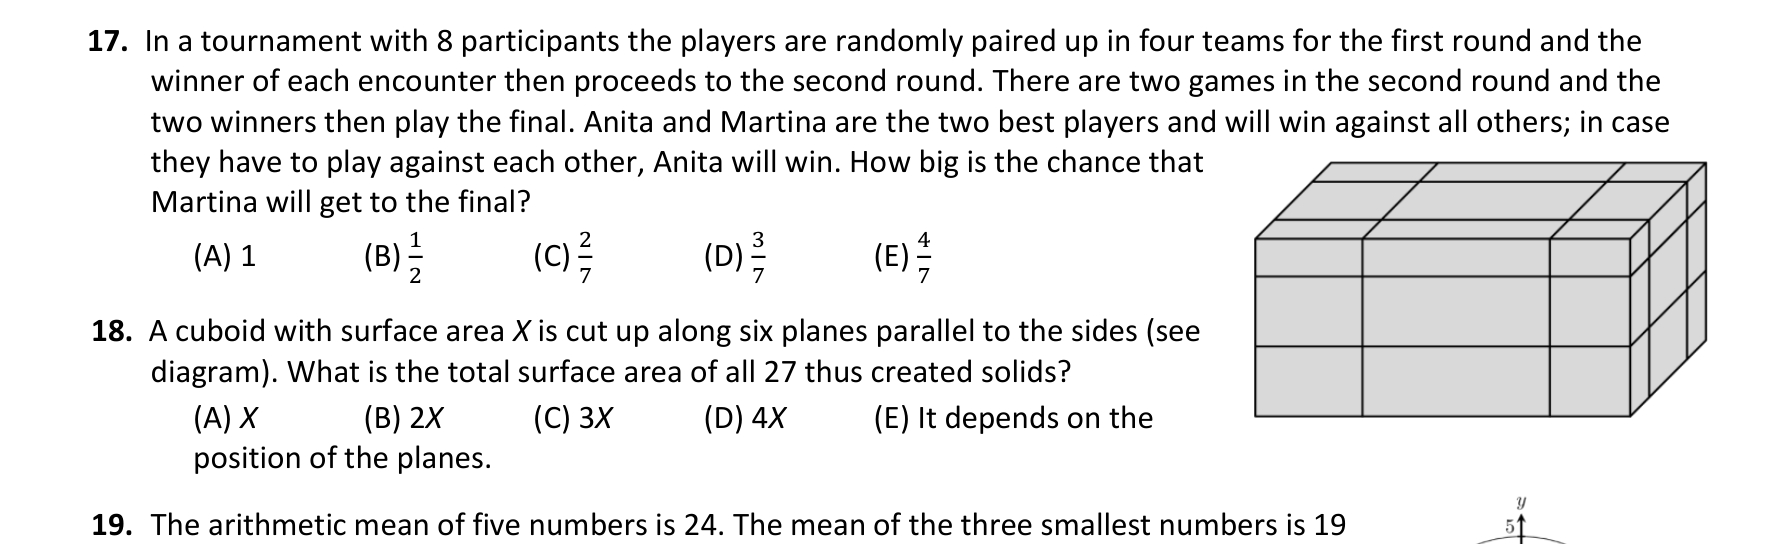 17. In a tournament with 8 participants the players are randomly paired up in four teams for the first round and the
winner of each encounter then proceeds to the second round. There are two games in the second round and the
two winners then play the final. Anita and Martina are the two best players and will win against all others; in case
they have to play against each other, Anita will win. How big is the chance that
Martina will get to the final?
(A) 1 (B) 1/2 (C) 2/7 (D) 3/7 (E) 4/7
18. A cuboid with surface area X is cut up along six planes parallel to the sides (see
diagram). What is the total surface area of all 27 thus created solids?
(A) X (B) 2X (C) 3X (D) 4X (E) It depends on the
position of the planes.
19. The arithmetic mean of five numbers is 24. The mean of the three smallest numbers is 19
y
5